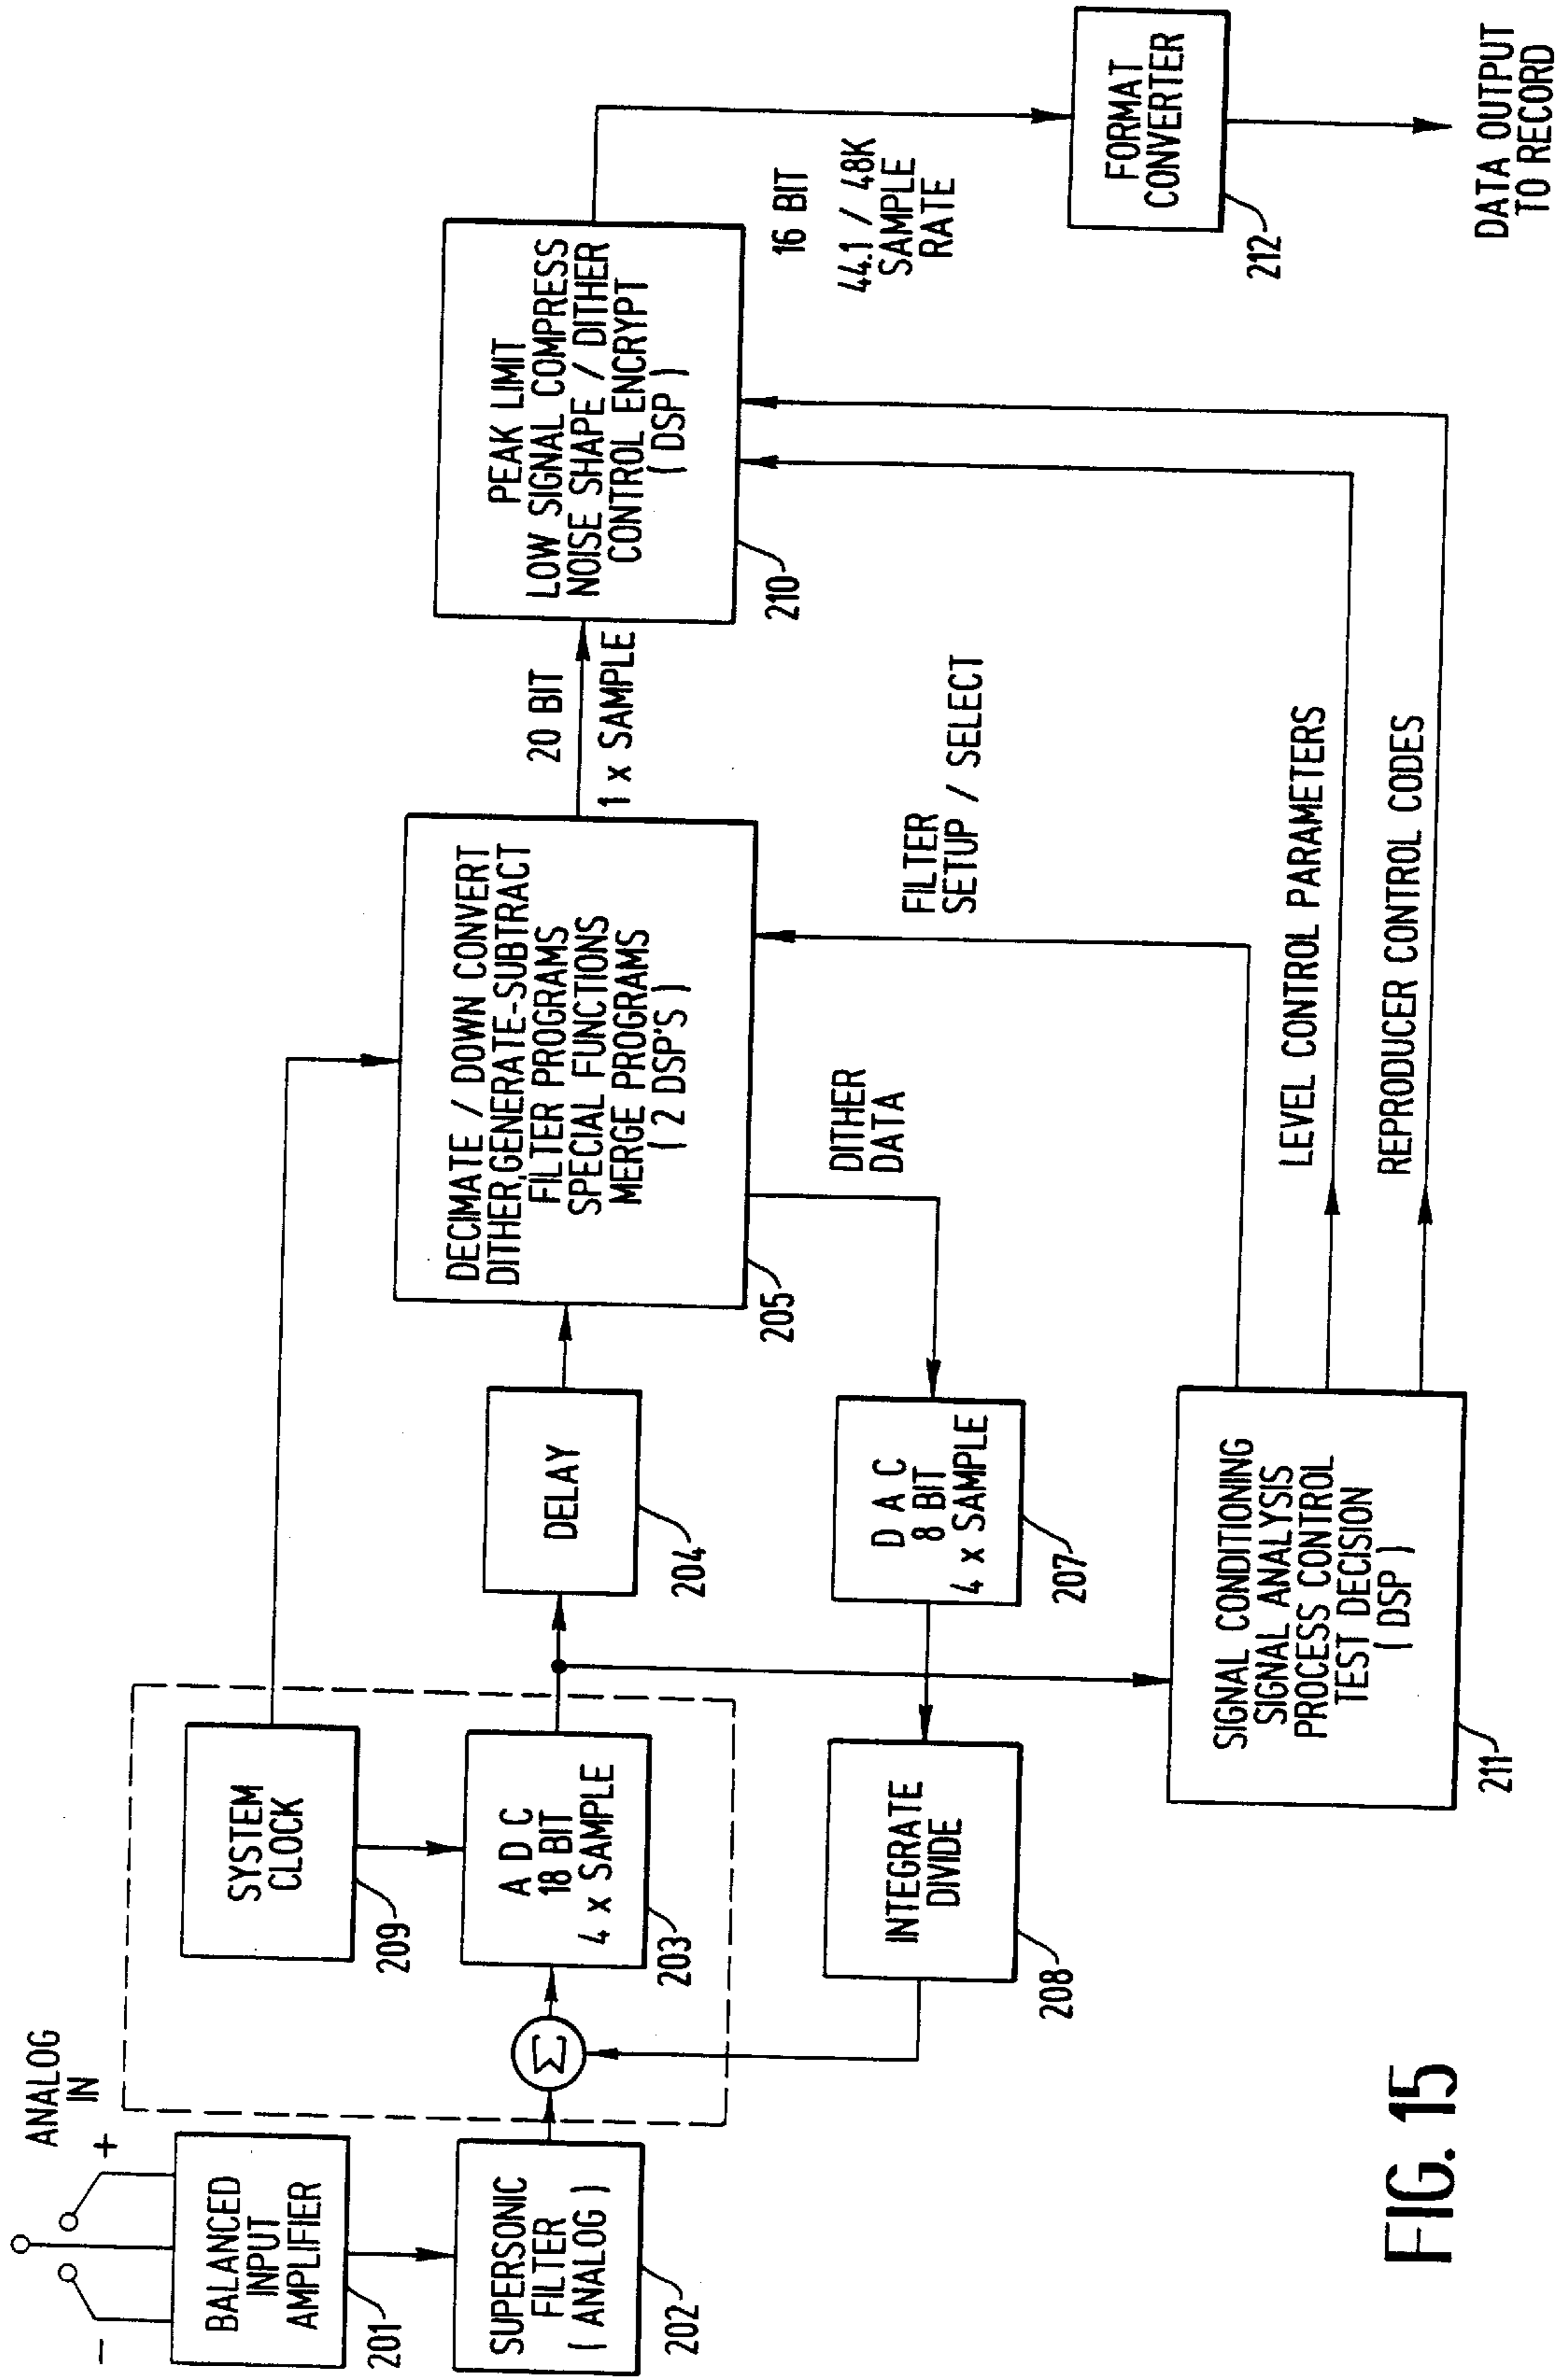 ANALOG
IN
−
+
BALANCED
INPUT
AMPLIFIER
201
SUPERSONIC
FILTER
( ANALOG )
202
Σ
SYSTEM
CLOCK
209
A D C
18 BIT
4 x SAMPLE
203
DELAY
204
DECIMATE / DOWN CONVERT
DITHER,GENERATE-SUBTRACT
FILTER PROGRAMS
SPECIAL FUNCTIONS
MERGE PROGRAMS
( 2 DSP'S )
205
DITHER
DATA
D A C
8 BIT
4 x SAMPLE
207
INTEGRATE
DIVIDE
208
20 BIT
1 x SAMPLE
PEAK LIMIT
LOW SIGNAL COMPRESS
NOISE SHAPE / DITHER
CONTROL ENCRYPT
( DSP )
210
16 BIT
44.1 / 48K
SAMPLE
RATE
FORMAT
CONVERTER
212
DATA OUTPUT
TO RECORD
SIGNAL CONDITIONING
SIGNAL ANALYSIS
PROCESS CONTROL
TEST DECISION
( DSP )
211
FILTER
SETUP / SELECT
LEVEL CONTROL PARAMETERS
REPRODUCER CONTROL CODES
FIG. 15